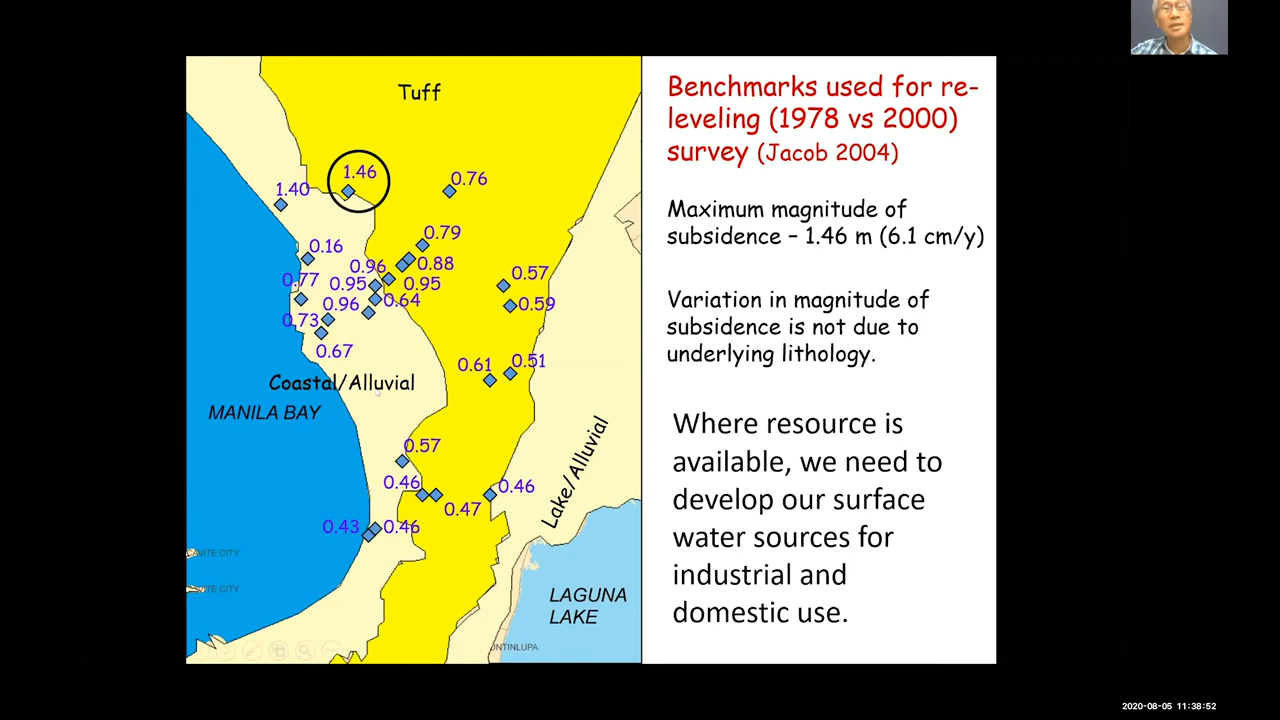 Tuff
1.46
0.76
1.40
0.79
0.16
0.96
0.88
0.77
0.95
0.95
0.57
0.96
0.64
0.59
0.73
0.67
0.61
0.51
Coastal/Alluvial
MANILA BAY
0.57
Lake/Alluvial
0.46
0.46
0.47
0.43
0.46
CAVITE CITY
CAVITE CITY
LAGUNA
LAKE
UNTINLUPA
Benchmarks used for re-
leveling (1978 vs 2000)
survey (Jacob 2004)
Maximum magnitude of
subsidence – 1.46 m (6.1 cm/y)
Variation in magnitude of
subsidence is not due to
underlying lithology.
Where resource is
available, we need to
develop our surface
water sources for
industrial and
domestic use.
2020-08-05 11:38:52